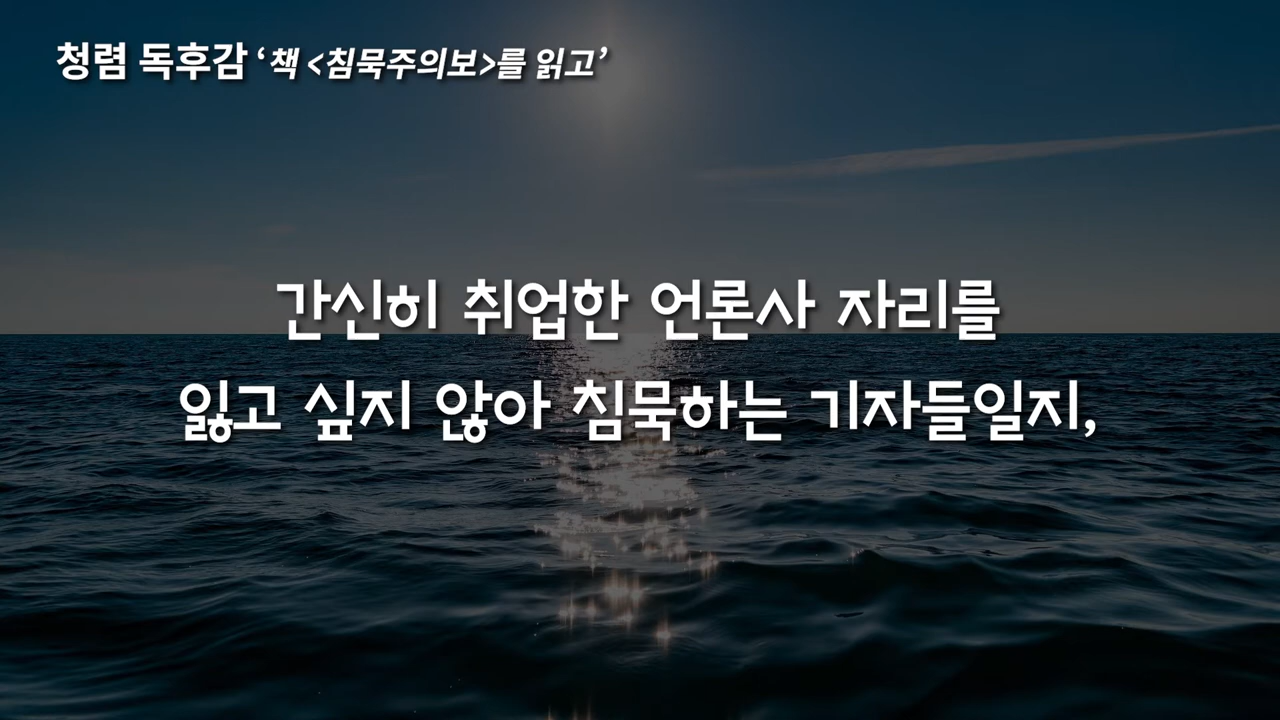 청렴 독후감 ‘책 <침묵주의보>를 읽고’
간신히 취업한 언론사 자리를
잃고 싶지 않아 침묵하는 기자들일지,